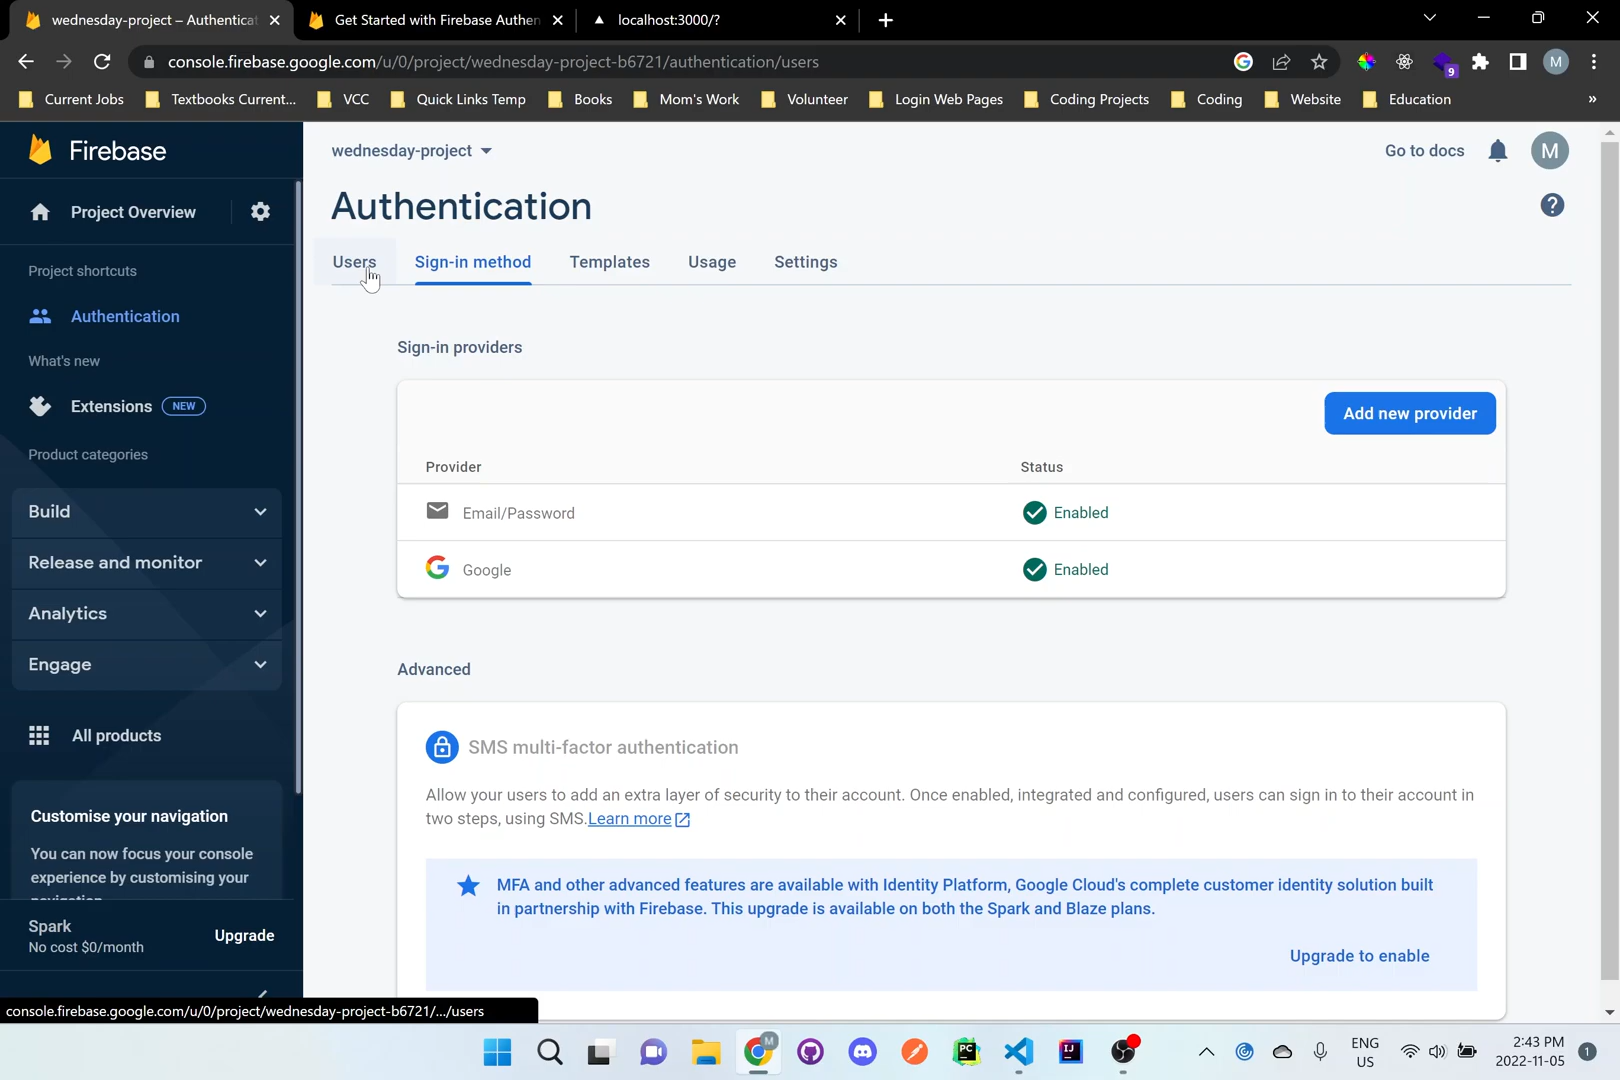 wednesday-project – Authenticat
Get Started with Firebase Authen
localhost:3000/?
console.firebase.google.com/u/0/project/wednesday-project-b6721/authentication/users
9
M
Current Jobs
Textbooks Current...
VCC
Quick Links Temp
Books
Mom's Work
Volunteer
Login Web Pages
Coding Projects
Coding
Website
Education
»
Firebase
wednesday-project
Go to docs
M
Project Overview
Authentication
?
Users
Sign-in method
Templates
Usage
Settings
Project shortcuts
Authentication
What's new
Extensions
NEW
Product categories
Build
Release and monitor
Analytics
Engage
All products
Customise your navigation
You can now focus your console
experience by customising your
Spark
No cost $0/month
Upgrade
Sign-in providers
Add new provider
Provider
Status
Email/Password
Enabled
Google
Enabled
Advanced
SMS multi-factor authentication
Allow your users to add an extra layer of security to their account. Once enabled, integrated and configured, users can sign in to their account in
two steps, using SMS.Learn more
MFA and other advanced features are available with Identity Platform, Google Cloud's complete customer identity solution built
in partnership with Firebase. This upgrade is available on both the Spark and Blaze plans.
Upgrade to enable
console.firebase.google.com/u/0/project/wednesday-project-b6721/.../users
M
PC
IJ
ENG
US
2:43 PM
2022-11-05
1